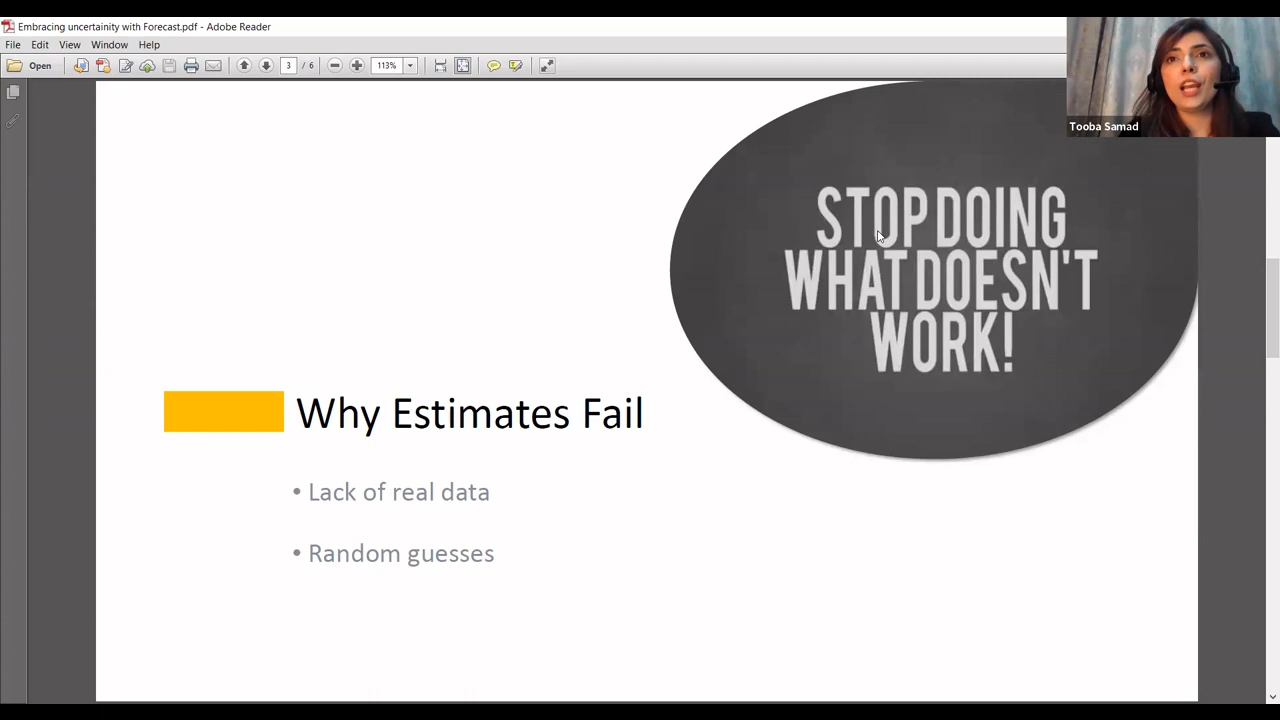 Embracing uncertainity with Forecast.pdf - Adobe Reader
File Edit View Window Help
Open 3 / 6 113%
Tooba Samad
STOP DOING
WHAT DOESN'T
WORK!
Why Estimates Fail
• Lack of real data
• Random guesses